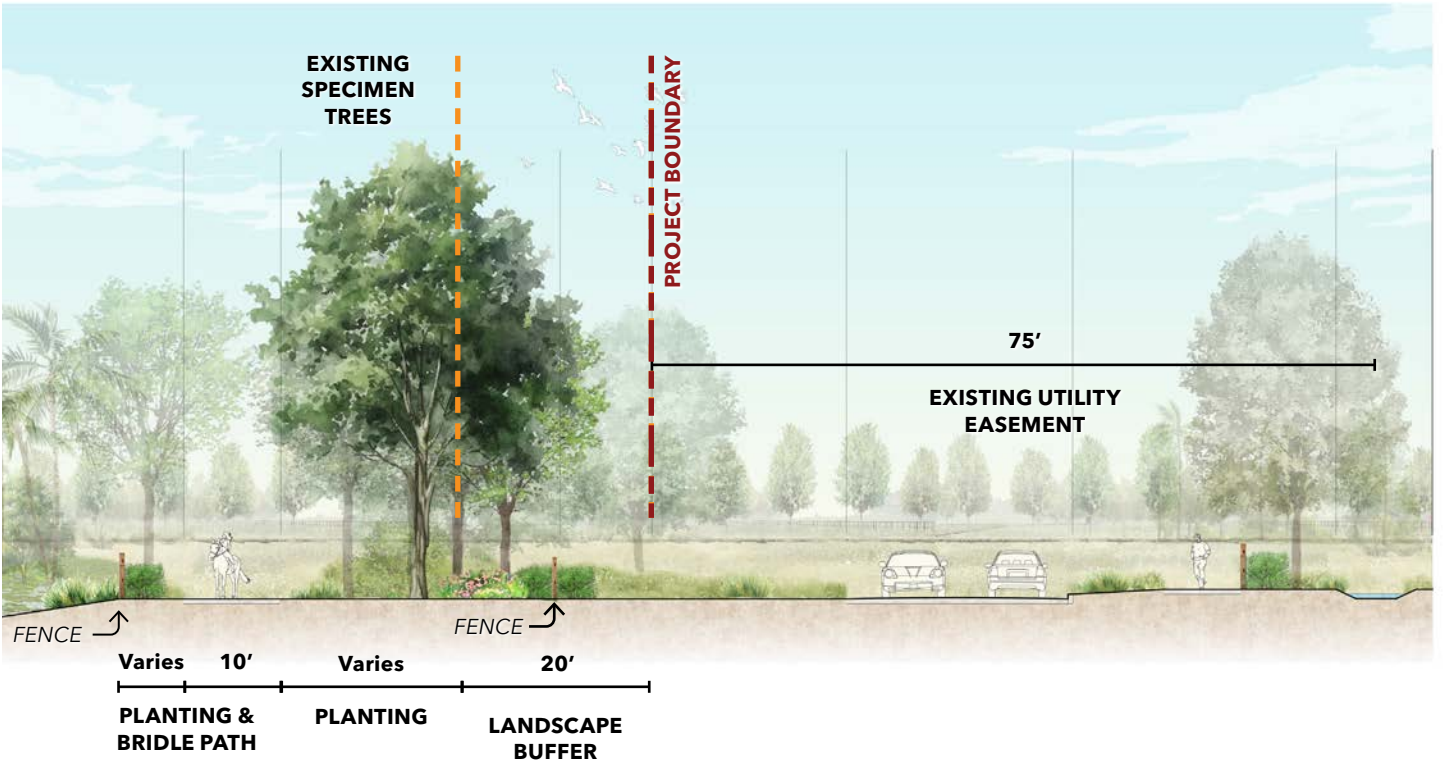 EXISTING
SPECIMEN
TREES
PROJECT BOUNDARY
75'
EXISTING UTILITY
EASEMENT
FENCE
FENCE
Varies
10'
Varies
20'
PLANTING &
BRIDLE PATH
PLANTING
LANDSCAPE
BUFFER